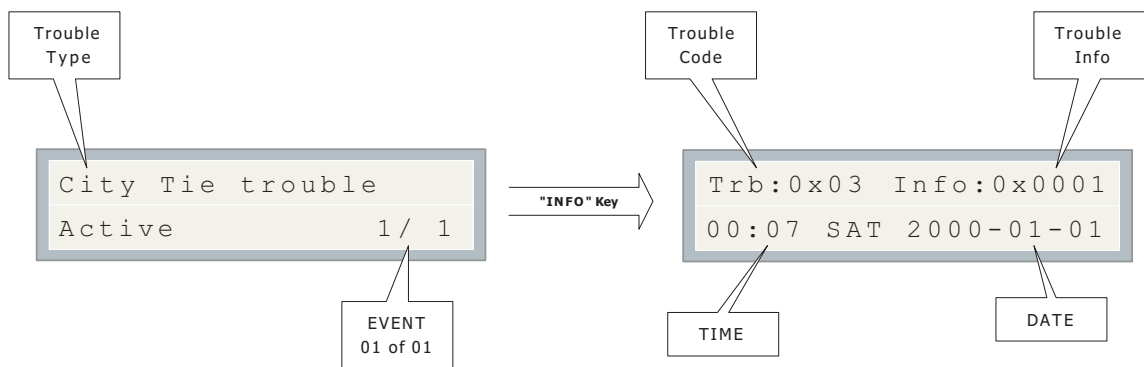 Trouble
Type
Trouble
Code
Trouble
Info
City Tie trouble
Active 1/ 1
"INFO" Key
Trb:0x03 Info:0x0001
00:07 SAT 2000-01-01
EVENT
01 of 01
TIME
DATE